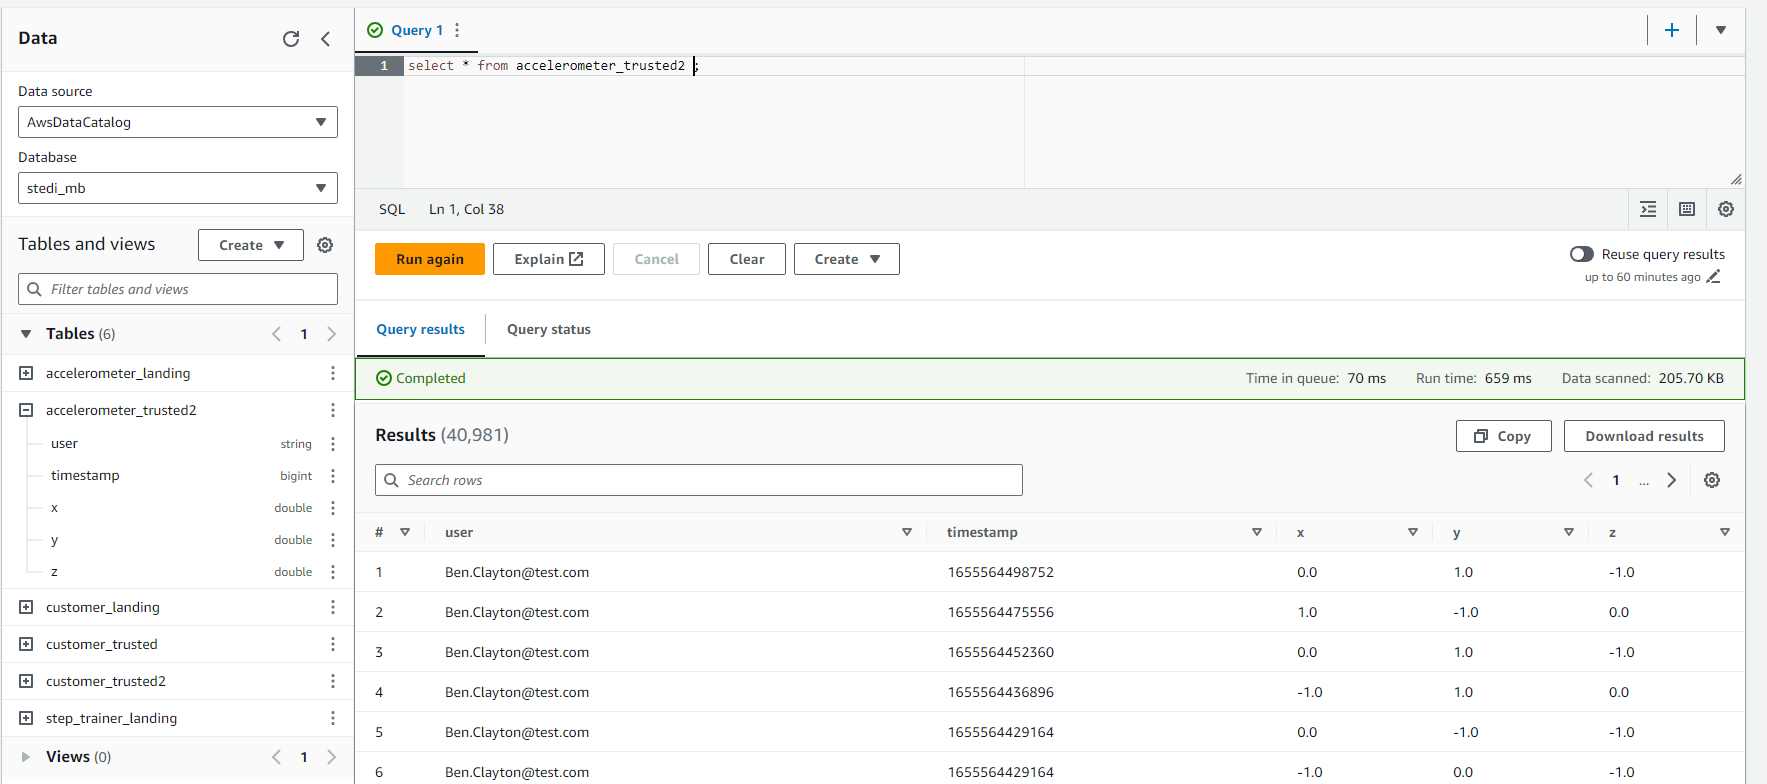 Data
Data source
AwsDataCatalog
Database
stedi_mb
Tables and views
Create
Filter tables and views
Tables (6)
1
accelerometer_landing
accelerometer_trusted2
user string
timestamp bigint
x double
y double
z double
customer_landing
customer_trusted
customer_trusted2
step_trainer_landing
Views (0)
1
Query 1
1 select * from accelerometer_trusted2 ;
SQL Ln 1, Col 38
Run again Explain Cancel Clear Create
Reuse query results
up to 60 minutes ago
Query results Query status
Completed Time in queue: 70 ms Run time: 659 ms Data scanned: 205.70 KB
Results (40,981)
Copy Download results
Search rows
1 ...
# user timestamp x y z
1 Ben.Clayton@test.com 1655564498752 0.0 1.0 -1.0
2 Ben.Clayton@test.com 1655564475556 1.0 -1.0 0.0
3 Ben.Clayton@test.com 1655564452360 0.0 1.0 -1.0
4 Ben.Clayton@test.com 1655564436896 -1.0 1.0 0.0
5 Ben.Clayton@test.com 1655564429164 0.0 -1.0 -1.0
6 Ben.Clayton@test.com 1655564429164 -1.0 0.0 -1.0